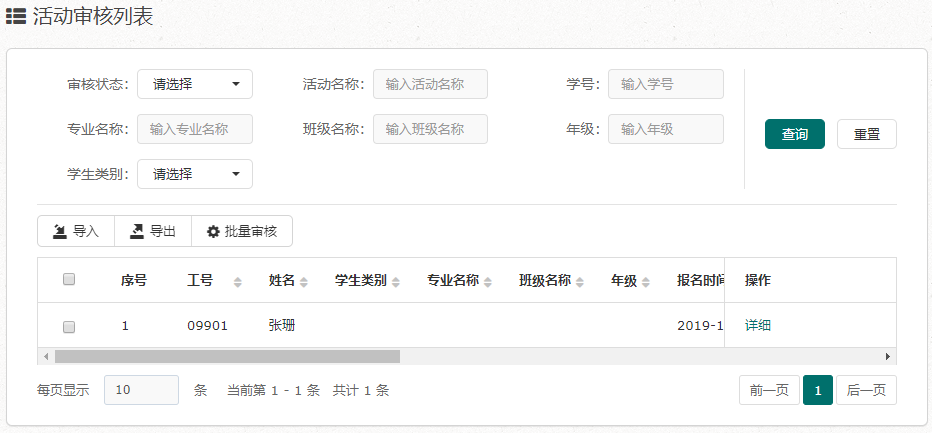 活动审核列表
审核状态: 请选择 活动名称: 输入活动名称 学号: 输入学号
专业名称: 输入专业名称 班级名称: 输入班级名称 年级: 输入年级
查询 重置
学生类别: 请选择
导入 导出 批量审核
序号 工号 姓名 学生类别 专业名称 班级名称 年级 报名时间 操作
1 09901 张珊 2019-1 详细
每页显示 10 条 当前第 1 - 1 条 共计 1 条 前一页 1 后一页